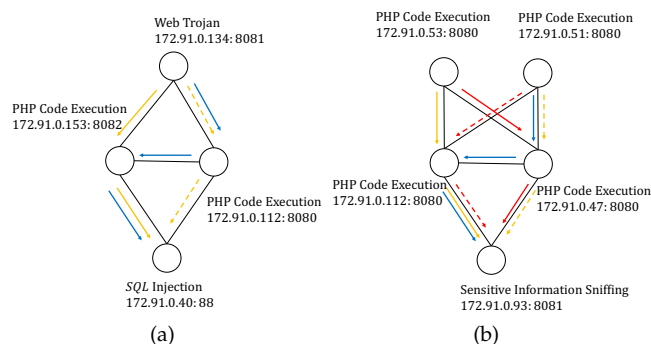 Web Trojan
172.91.0.134: 8081
PHP Code Execution
172.91.0.153: 8082
PHP Code Execution
172.91.0.112: 8080
SQL Injection
172.91.0.40: 88
(a)
PHP Code Execution
172.91.0.53: 8080
PHP Code Execution
172.91.0.51: 8080
PHP Code Execution
172.91.0.112: 8080
PHP Code Execution
172.91.0.47: 8080
Sensitive Information Sniffing
172.91.0.93: 8081
(b)